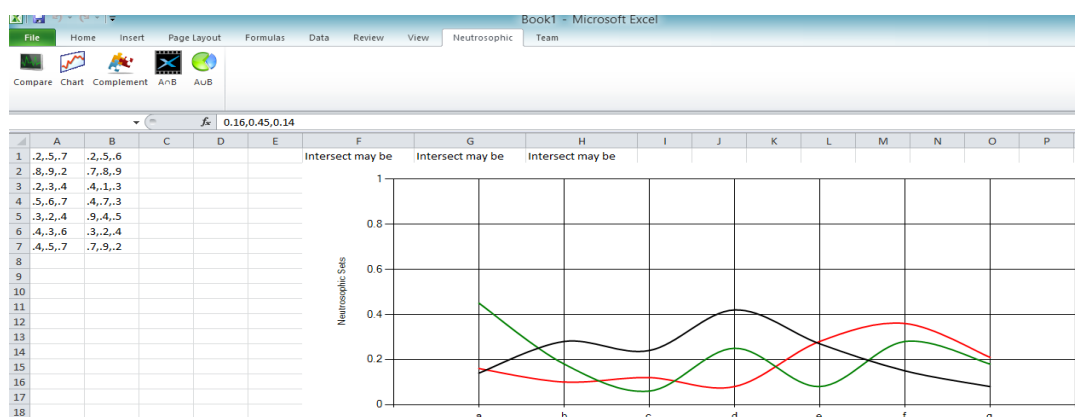 Book1 - Microsoft Excel
File Home Insert Page Layout Formulas Data Review View Neutrosophic Team
Compare Chart Complement A∩B A∪B
fx 0.16,0.45,0.14
A B C D E F G H I J K L M N O P
1 .2,.5,.7 .2,.5,.6 Intersect may be Intersect may be Intersect may be
2 .8,.9,.2 .7,.8,.9
3 .2,.3,.4 .4,.1,.3
4 .5,.6,.7 .4,.7,.3
5 .3,.2,.4 .9,.4,.5
6 .4,.3,.6 .3,.2,.4
7 .4,.5,.7 .7,.9,.2
8
9
10
11
12
13
14
15
16
17
18
1
0.8
0.6
0.4
0.2
0
Neutrosophic Sets
a b c d e f g